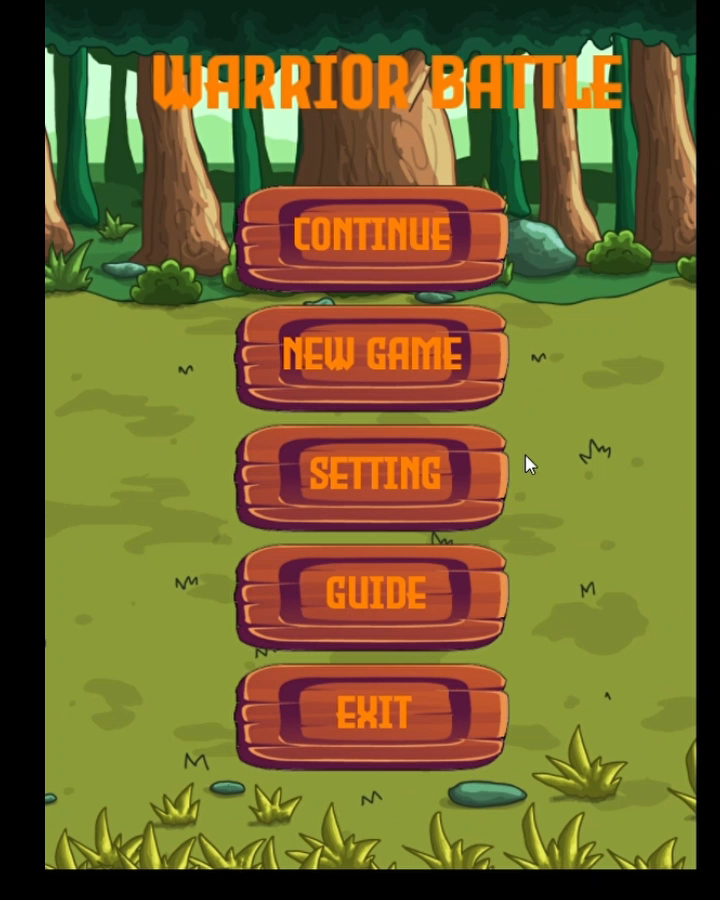 WARRIOR BATTLE
CONTINUE
NEW GAME
SETTING
GUIDE
EXIT